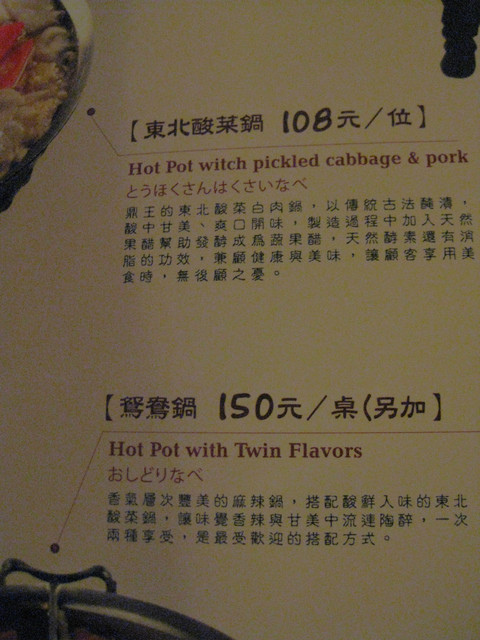 【東北酸菜鍋 108元／位】
Hot Pot witch pickled cabbage & pork
とうほくさんはくさいなべ
鼎王的東北酸菜白肉鍋，以傳統古法醃漬，
酸中甘美、爽口開味，製造過程中加入天然
果醋幫助發酵成為蔬果醋，天然酵素還有消
脂的功效，兼顧健康與美味，讓顧客享用美
食時，無後顧之憂。
【鴛鴦鍋 150元／桌(另加】
Hot Pot with Twin Flavors
おしどりなべ
香氣層次豐美的麻辣鍋，搭配酸鮮入味的東北
酸菜鍋，讓味覺香辣與甘美中流連陶醉，一次
兩種享受，是最受歡迎的搭配方式。